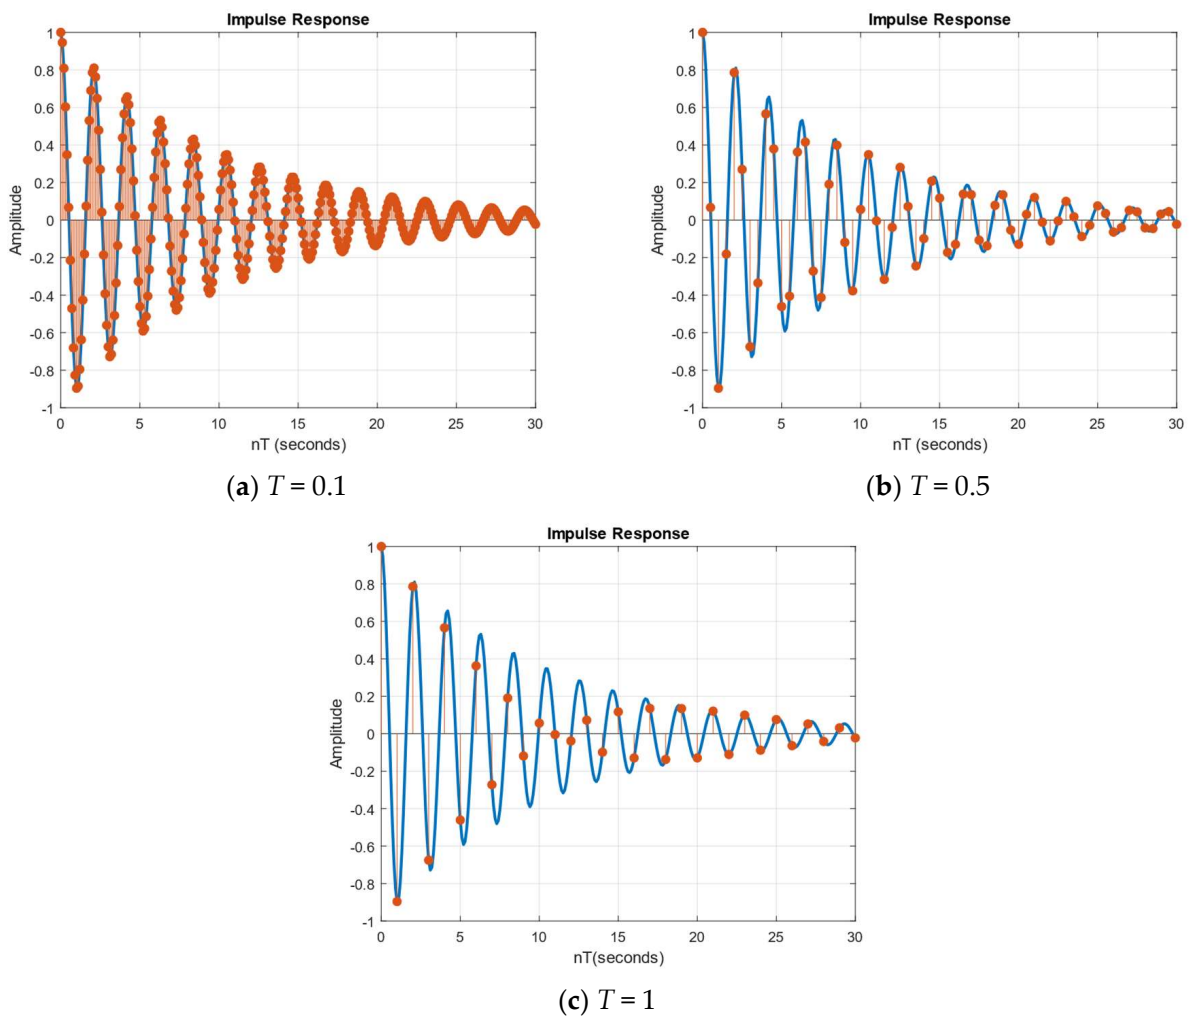 Impulse Response
1
0.8
0.6
0.4
0.2
0
-0.2
-0.4
-0.6
-0.8
-1
Amplitude
0 5 10 15 20 25 30
nT (seconds)
(a) T = 0.1
Impulse Response
1
0.8
0.6
0.4
0.2
0
-0.2
-0.4
-0.6
-0.8
-1
Amplitude
0 5 10 15 20 25 30
nT (seconds)
(b) T = 0.5
Impulse Response
1
0.8
0.6
0.4
0.2
0
-0.2
-0.4
-0.6
-0.8
-1
Amplitude
0 5 10 15 20 25 30
nT(seconds)
(c) T = 1